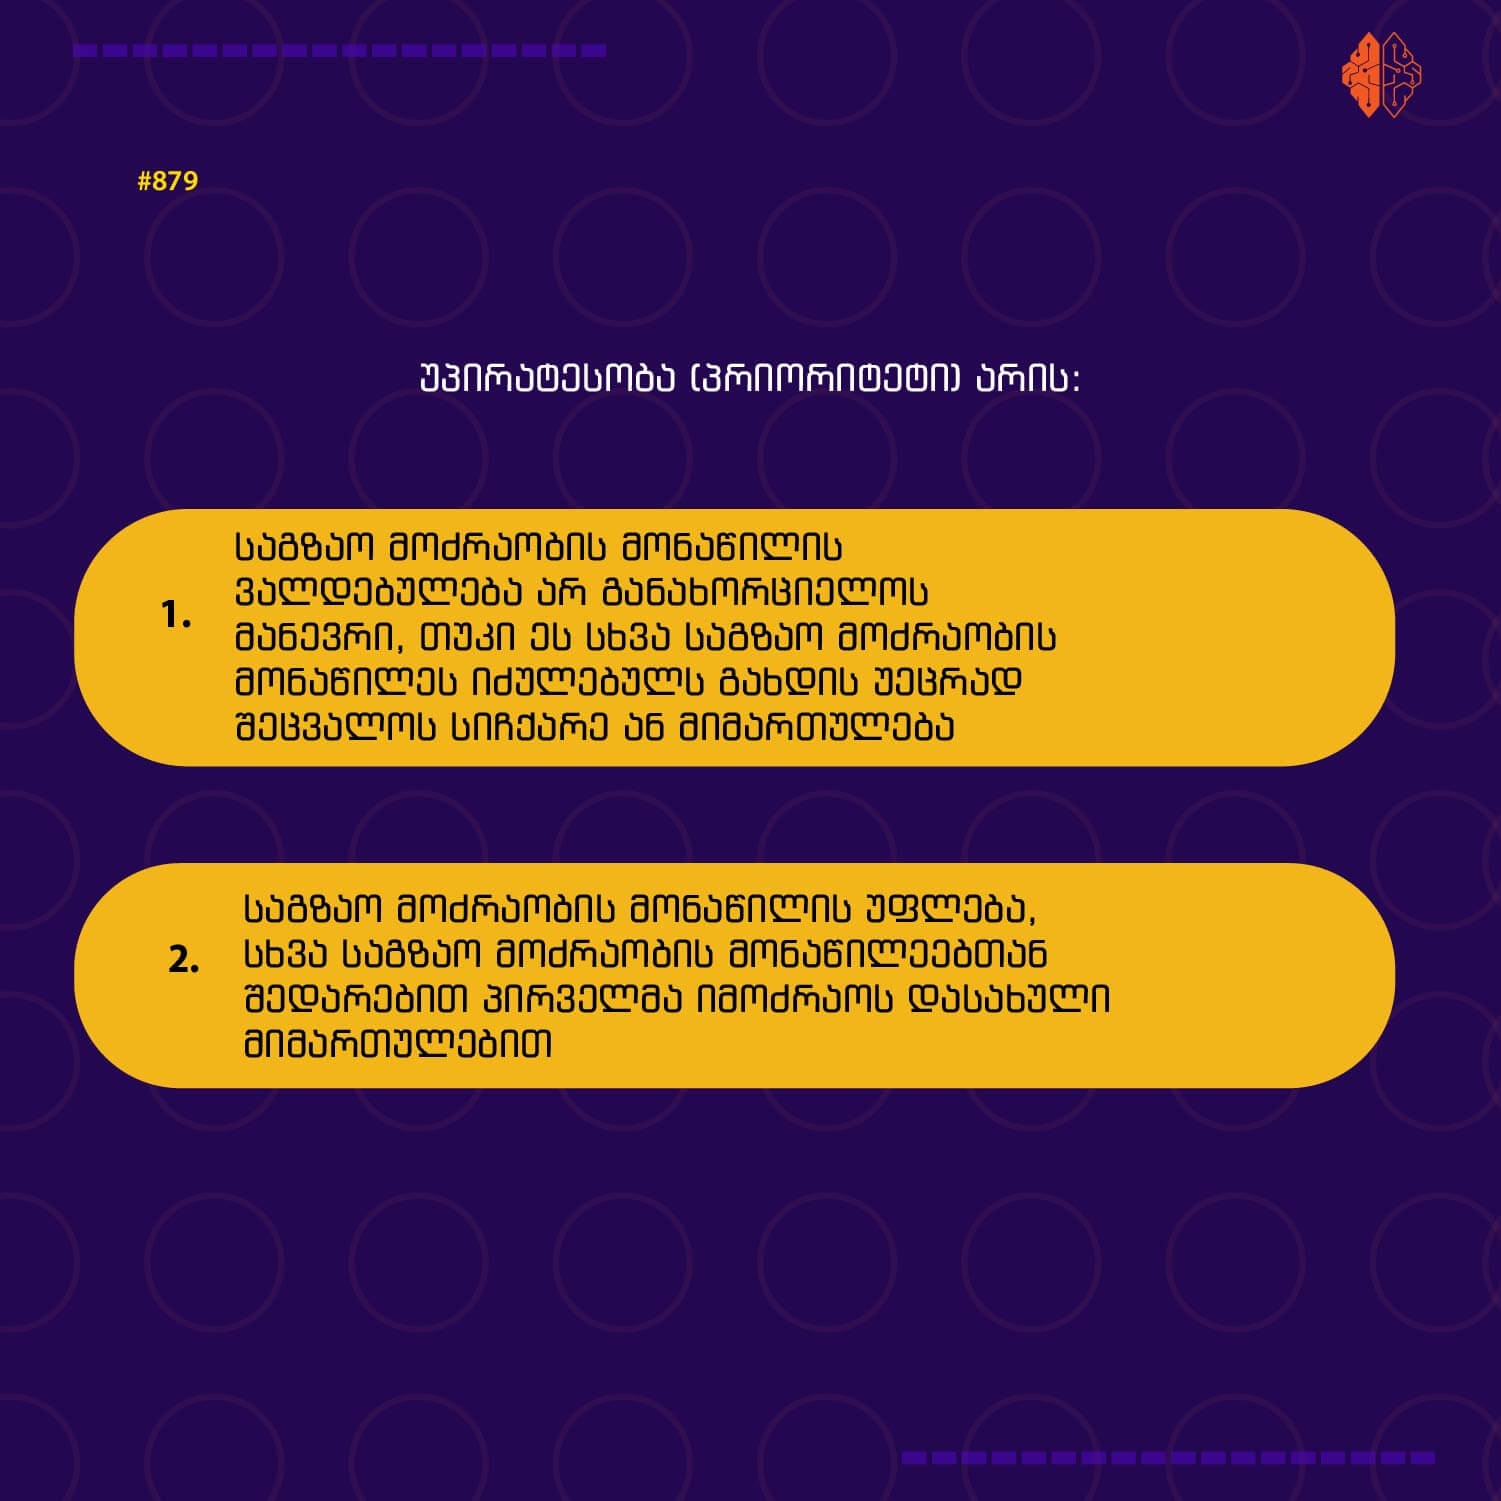 #879
უპირატესობა (პრიორიტეტი) არის:
1.
საგზაო მოძრაობის მონაწილის
ვალდებულება არ განახორციელოს
მანევრი, თუკი ეს სხვა საგზაო მოძრაობის
მონაწილეს იძულებულს გახდის უეცრად
შეცვალოს სიჩქარე ან მიმართულება
2.
საგზაო მოძრაობის მონაწილის უფლება,
სხვა საგზაო მოძრაობის მონაწილეებთან
შედარებით პირველმა იმოძრაოს დასახული
მიმართულებით